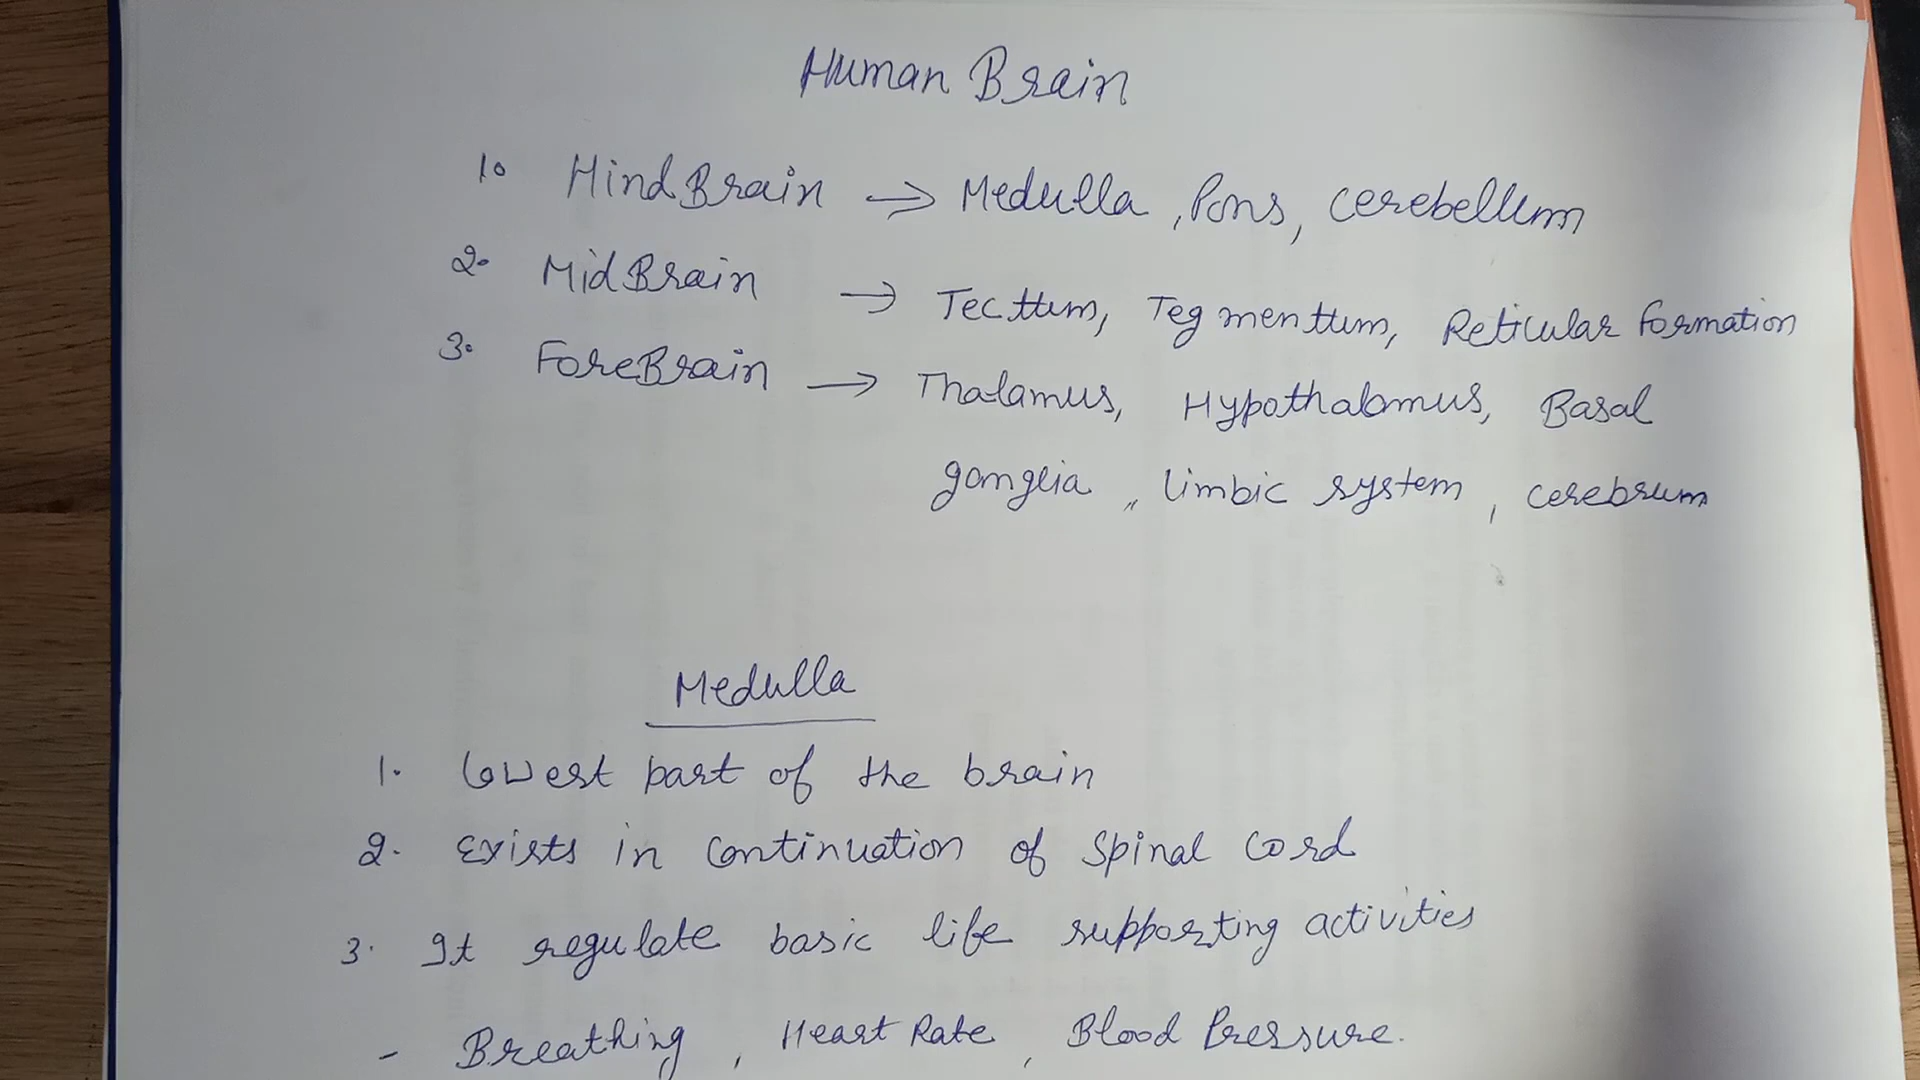 Human Brain
1. HindBrain → Medulla, Pons, Cerebellum
2. MidBrain → Tecttum, Tegmenttum, Reticular formation
3. ForeBrain → Thalamus, Hypothalamus, Basal
ganglia, limbic system, cerebrum
Medulla
1. Lowest part of the brain
2. Exists in Continuation of Spinal Cord
3. It regulate basic life supporting activities
- Breathing, Heart Rate, Blood Pressure.